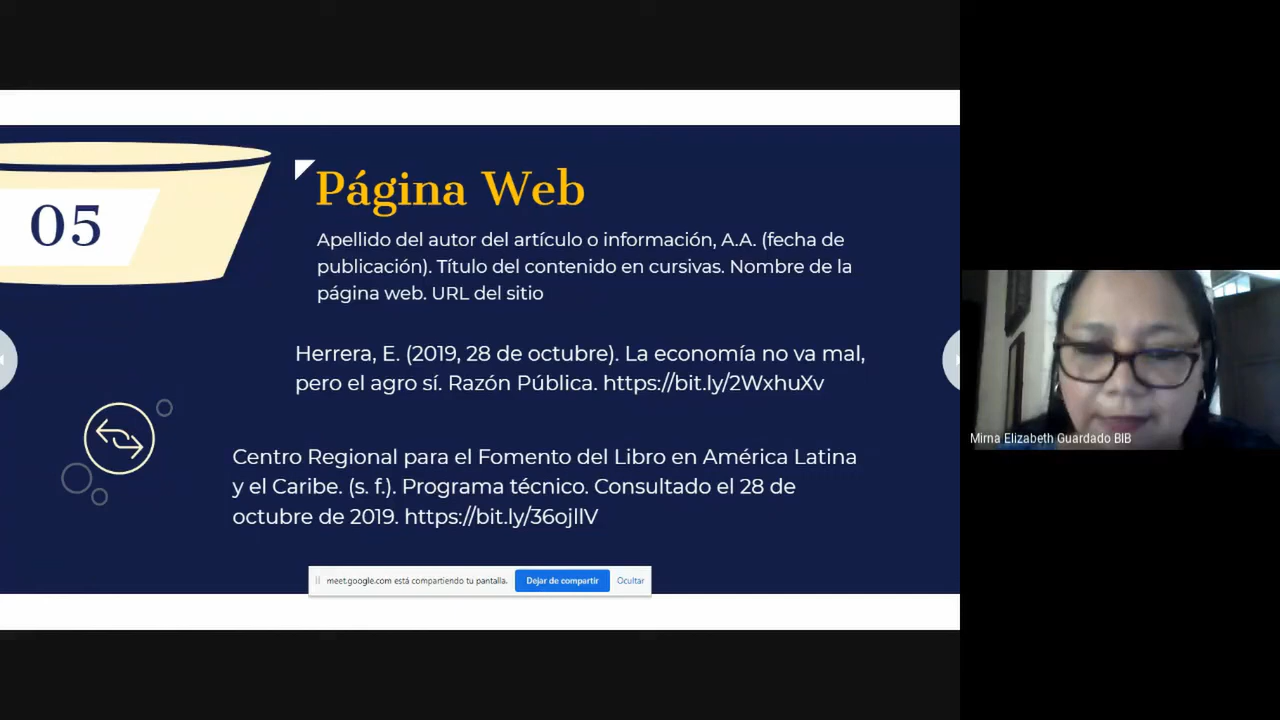 05
Página Web
Apellido del autor del artículo o información, A.A. (fecha de
publicación). Título del contenido en cursivas. Nombre de la
página web. URL del sitio
Herrera, E. (2019, 28 de octubre). La economía no va mal,
pero el agro sí. Razón Pública. https://bit.ly/2WxhuXv
Centro Regional para el Fomento del Libro en América Latina
y el Caribe. (s. f.). Programa técnico. Consultado el 28 de
octubre de 2019. https://bit.ly/36ojllV
meet.google.com está compartiendo tu pantalla. Dejar de compartir Ocultar
Mirna Elizabeth Guardado BIB